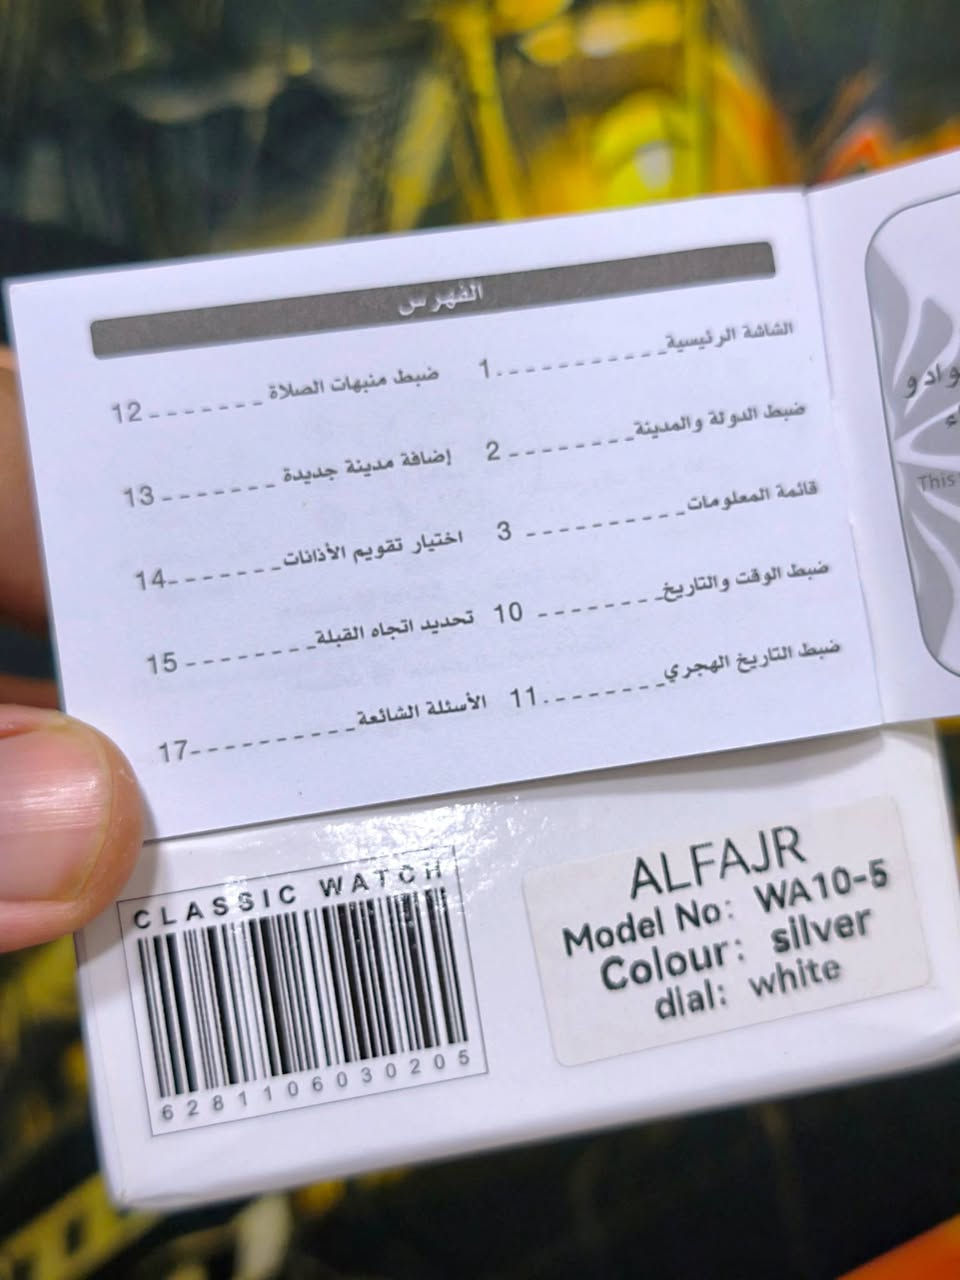 الفهرس
الشاشة الرئيسية ـ ـ ـ ـ ـ ـ ـ ـ ـ ـ 1
ضبط الدولة والمدينة ـ ـ ـ ـ ـ ـ ـ 2
قائمة المعلومات ـ ـ ـ ـ ـ ـ ـ ـ ـ 3
ضبط الوقت والتاريخ ـ ـ ـ ـ ـ ـ ـ 10
ضبط التاريخ الهجري ـ ـ ـ ـ ـ ـ ـ 11
ضبط منبهات الصلاة ـ ـ ـ ـ ـ ـ ـ 12
إضافة مدينة جديدة ـ ـ ـ ـ ـ ـ ـ 13
اختيار تقويم الأذانات ـ ـ ـ ـ ـ ـ ـ 14
تحديد اتجاه القبلة ـ ـ ـ ـ ـ ـ ـ ـ 15
الأسئلة الشائعة ـ ـ ـ ـ ـ ـ ـ ـ ـ ـ 17
This
CLASSIC WATCH
6281106030205
ALFAJR
Model No: WA10-5
Colour: silver
dial: white